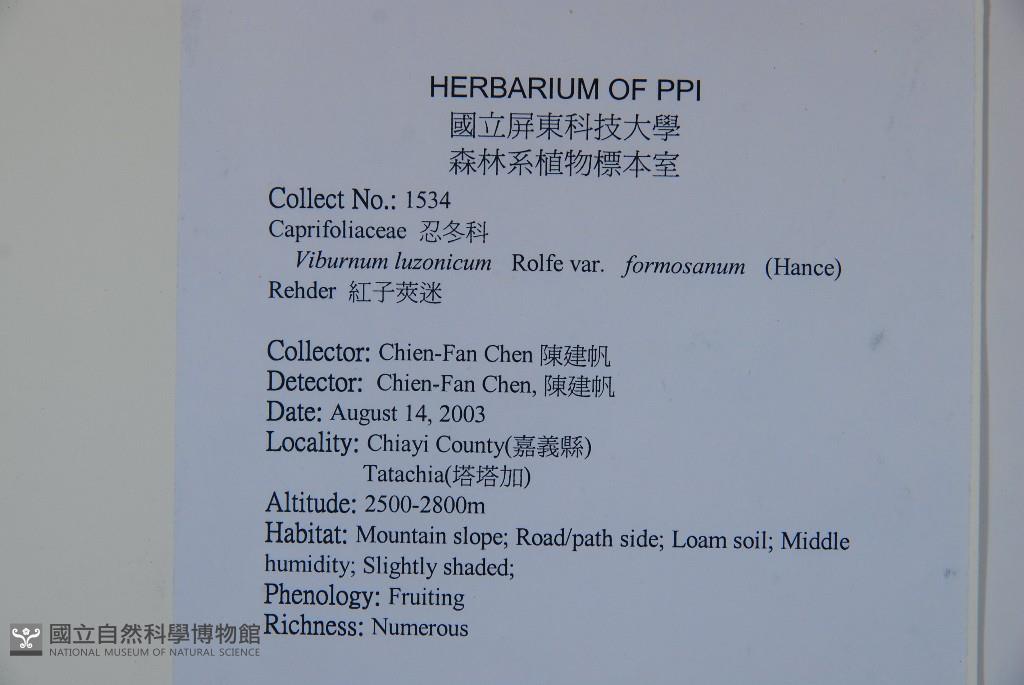 HERBARIUM OF PPI
國立屏東科技大學
森林系植物標本室
Collect No.: 1534
Caprifoliaceae 忍冬科
Viburnum luzonicum Rolfe var. formosanum (Hance)
Rehder 紅子莢迷
Collector: Chien-Fan Chen 陳建帆
Detector: Chien-Fan Chen, 陳建帆
Date: August 14, 2003
Locality: Chiayi County(嘉義縣)
Tatachia(塔塔加)
Altitude: 2500-2800m
Habitat: Mountain slope; Road/path side; Loam soil; Middle
humidity; Slightly shaded;
Phenology: Fruiting
Richness: Numerous
國立自然科學博物館
NATIONAL MUSEUM OF NATURAL SCIENCE